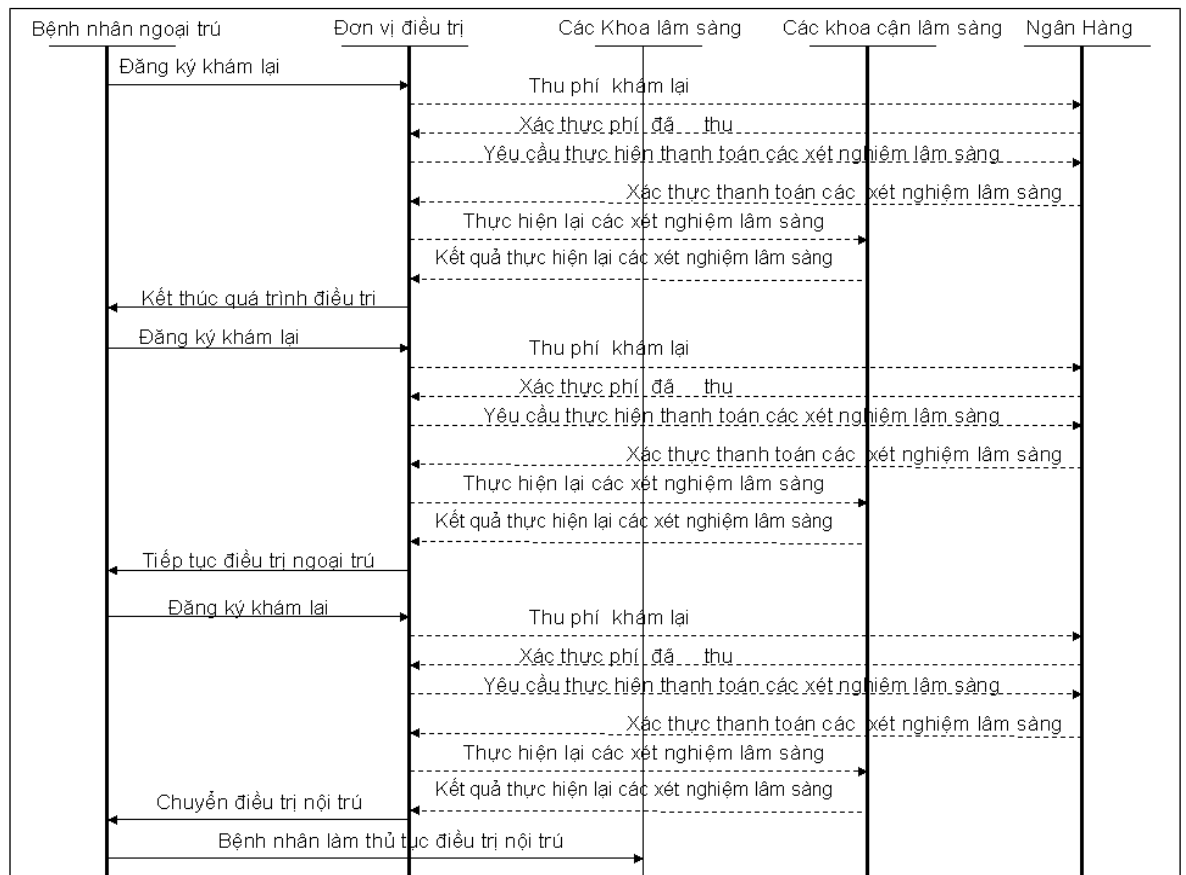 Bệnh nhân ngoại trú
Đơn vị điều trị
Các Khoa lâm sàng
Các khoa cận lâm sàng
Ngân Hàng
Đăng ký khám lại
Thu phí khám lại
Xác thực phí đã thu
Yêu cầu thực hiện thanh toán các xét nghiệm lâm sàng
Xác thực thanh toán các xét nghiệm lâm sàng
Thực hiện lại các xét nghiệm lâm sàng
Kết quả thực hiện lại các xét nghiệm lâm sàng
Kết thúc quá trình điều tri
Đăng ký khám lại
Thu phí khám lại
Xác thực phí đã thu
Yêu cầu thực hiện thanh toán các xét nghiệm lâm sàng
Xác thực thanh toán các xét nghiệm lâm sàng
Thực hiện lại các xét nghiệm lâm sàng
Kết quả thực hiện lại các xét nghiệm lâm sàng
Tiếp tục điều trị ngoại trú
Đăng ký khám lại
Thu phí khám lại
Xác thực phí đã thu
Yêu cầu thực hiện thanh toán các xét nghiệm lâm sàng
Xác thực thanh toán các xét nghiệm lâm sàng
Thực hiện lại các xét nghiệm lâm sàng
Kết quả thực hiện lại các xét nghiệm lâm sàng
Chuyển điều trị nội trú
Bệnh nhân làm thủ tục điều trị nội trú